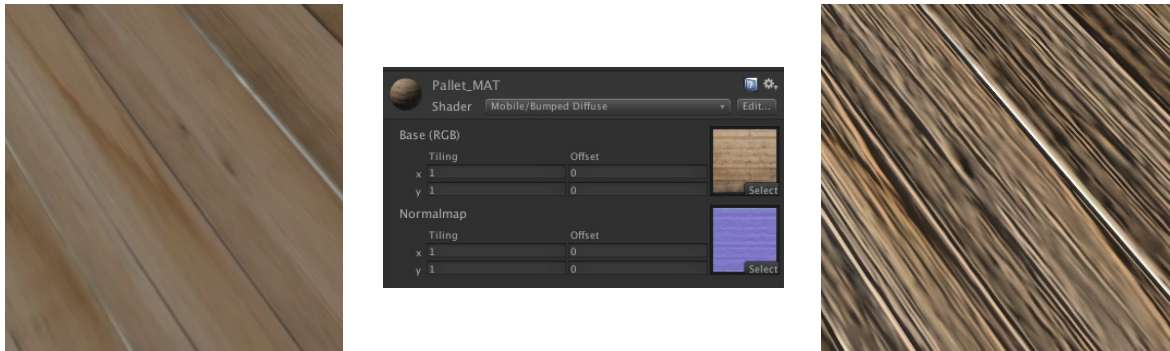 Pallet_MAT
Shader Mobile/Bumped Diffuse Edit...
Base (RGB)
Tiling Offset
x 1 0
y 1 0 Select
Normalmap
Tiling Offset
x 1 0
y 1 0 Select